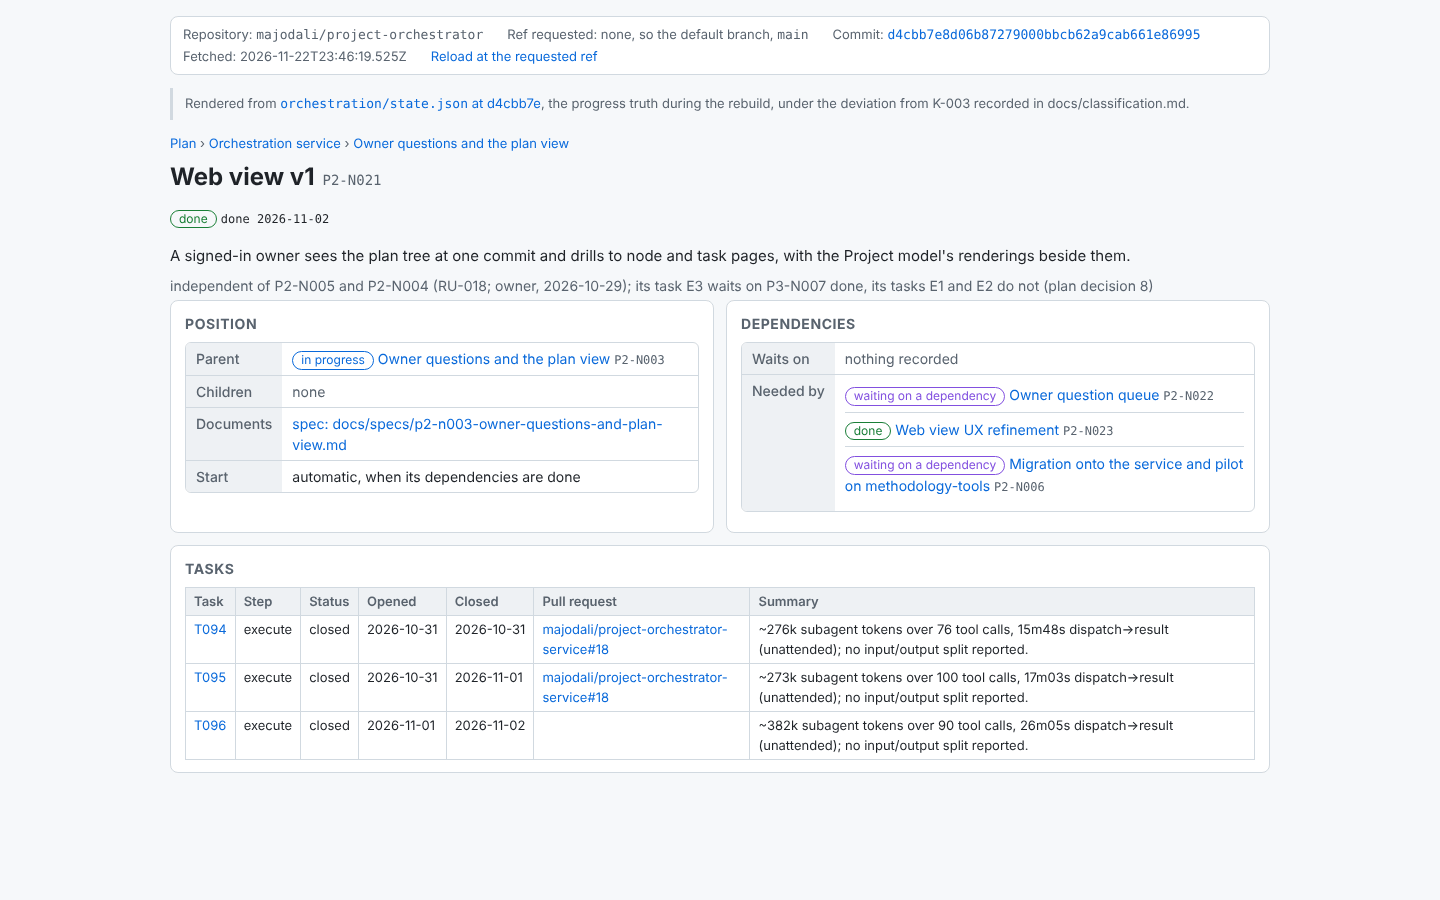 Repository: majodali/project-orchestrator Ref requested: none, so the default branch, main Commit: d4cbb7e8d06b87279000bbcb62a9cab661e86995
Fetched: 2026-11-22T23:46:19.525Z Reload at the requested ref
Rendered from orchestration/state.json at d4cbb7e, the progress truth during the rebuild, under the deviation from K-003 recorded in docs/classification.md.
Plan › Orchestration service › Owner questions and the plan view
Web view v1 P2-N021
done done 2026-11-02
A signed-in owner sees the plan tree at one commit and drills to node and task pages, with the Project model's renderings beside them.
independent of P2-N005 and P2-N004 (RU-018; owner, 2026-10-29); its task E3 waits on P3-N007 done, its tasks E1 and E2 do not (plan decision 8)
POSITION
Parent in progress Owner questions and the plan view P2-N003
Children none
Documents spec: docs/specs/p2-n003-owner-questions-and-plan-
view.md
Start automatic, when its dependencies are done
DEPENDENCIES
Waits on nothing recorded
Needed by waiting on a dependency Owner question queue P2-N022
done Web view UX refinement P2-N023
waiting on a dependency Migration onto the service and pilot
on methodology-tools P2-N006
TASKS
Task Step Status Opened Closed Pull request Summary
T094 execute closed 2026-10-31 2026-10-31 majodali/project-orchestrator- ~276k subagent tokens over 76 tool calls, 15m48s dispatch→result
service#18 (unattended); no input/output split reported.
T095 execute closed 2026-10-31 2026-11-01 majodali/project-orchestrator- ~273k subagent tokens over 100 tool calls, 17m03s dispatch→result
service#18 (unattended); no input/output split reported.
T096 execute closed 2026-11-01 2026-11-02 ~382k subagent tokens over 90 tool calls, 26m05s dispatch→result
(unattended); no input/output split reported.